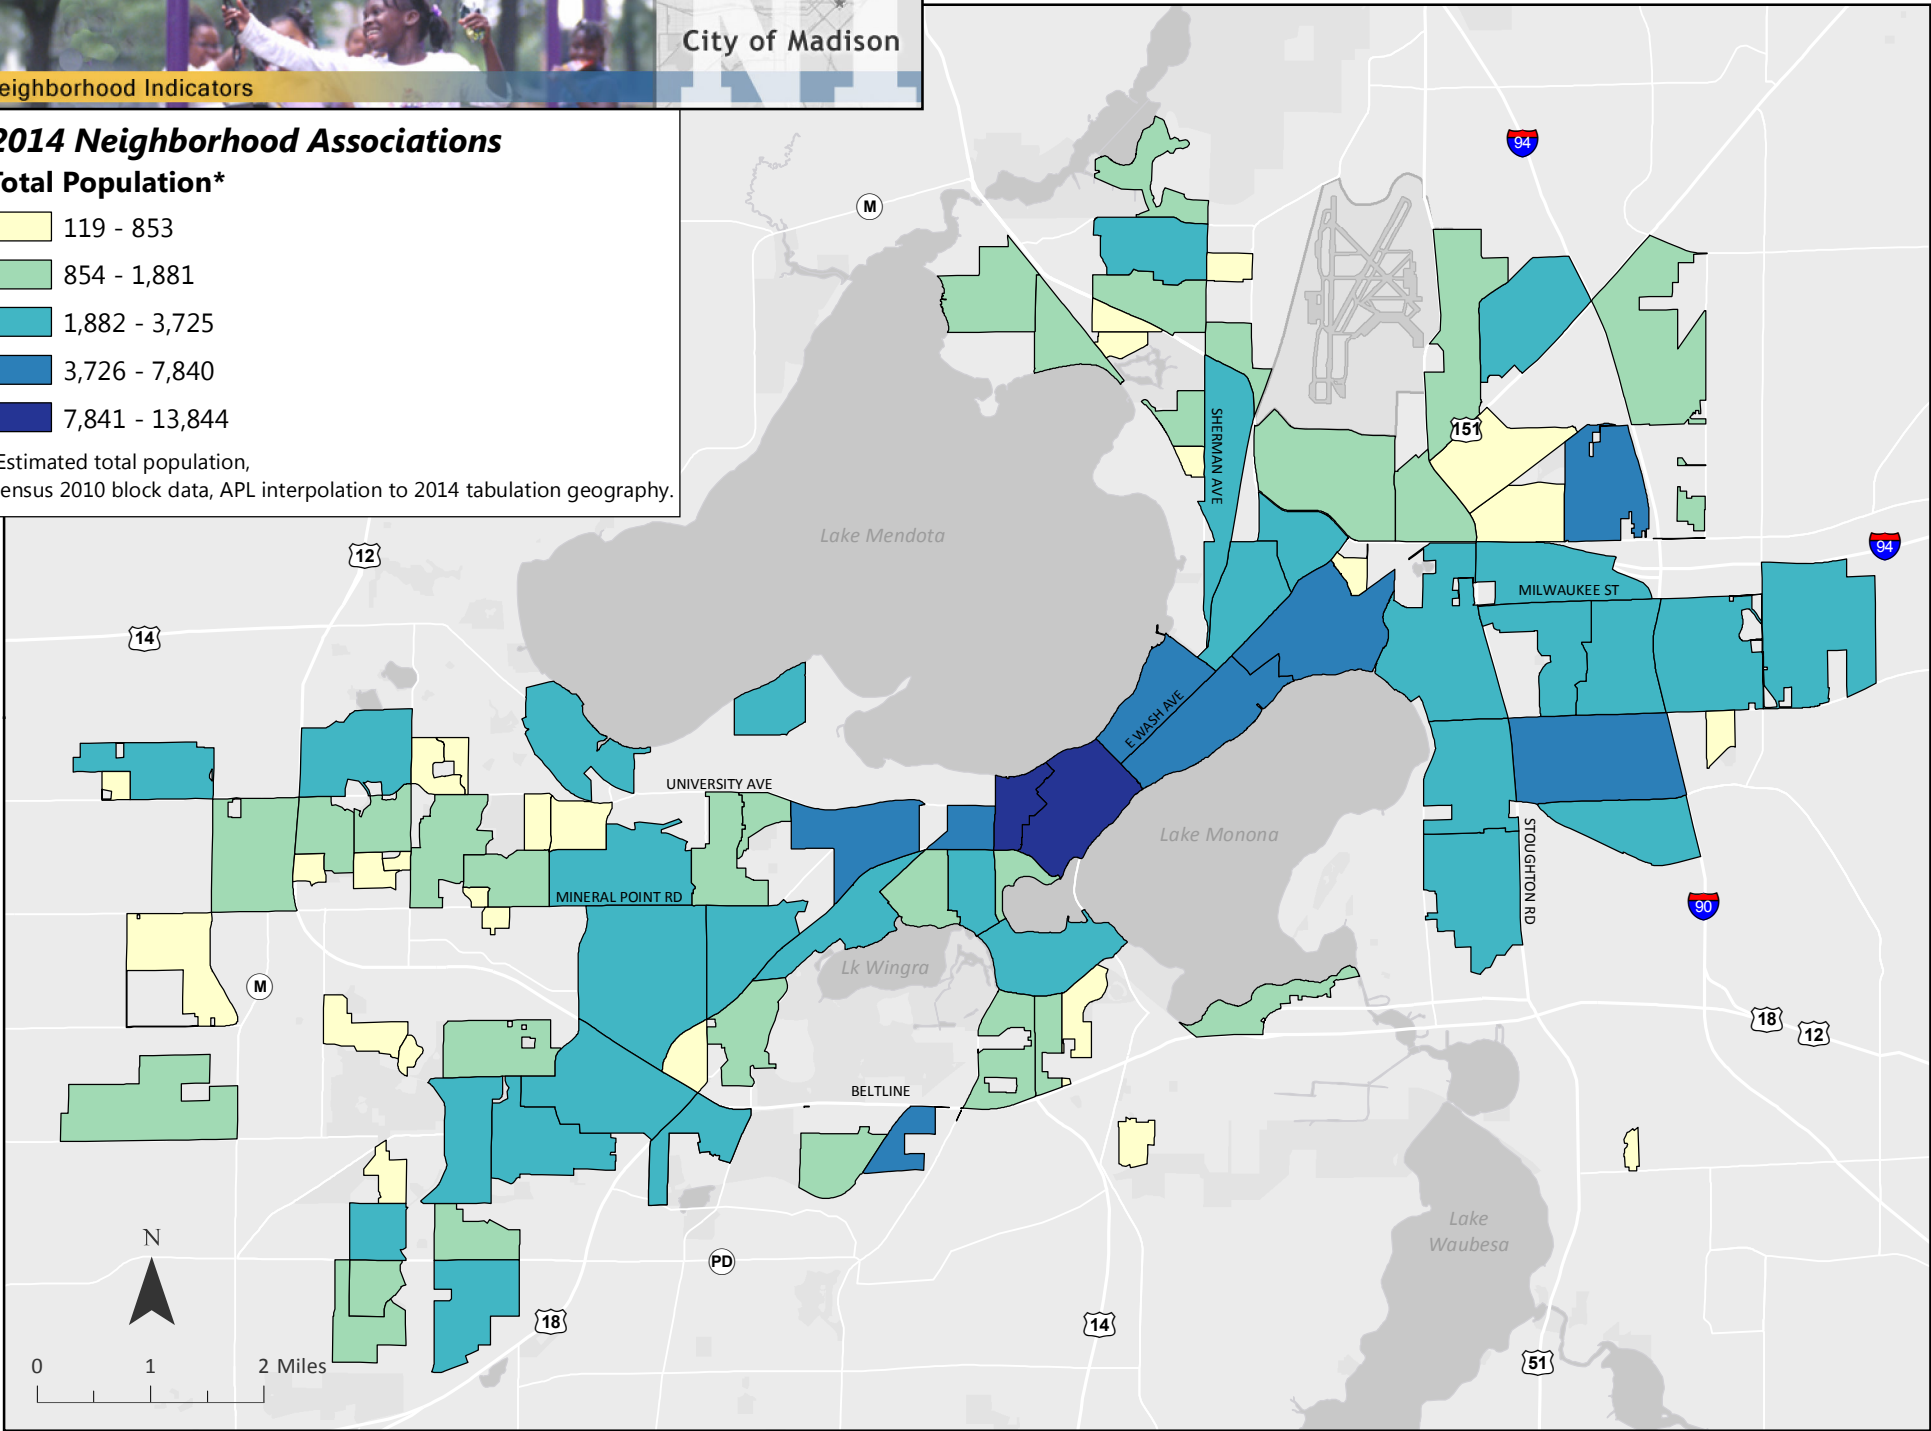 City of Madison
eighborhood Indicators
2014 Neighborhood Associations
Total Population*
119 - 853
854 - 1,881
1,882 - 3,725
3,726 - 7,840
7,841 - 13,844
Estimated total population,
ensus 2010 block data, APL interpolation to 2014 tabulation geography.
94
M
151
SHERMAN AVE
Lake Mendota
12
94
14
MILWAUKEE ST
E WASH AVE
UNIVERSITY AVE
Lake Monona
STOUGHTON RD
MINERAL POINT RD
90
Lk Wingra
M
18
12
BELTLINE
Lake
Waubesa
N
PD
18
14
51
0 1 2 Miles